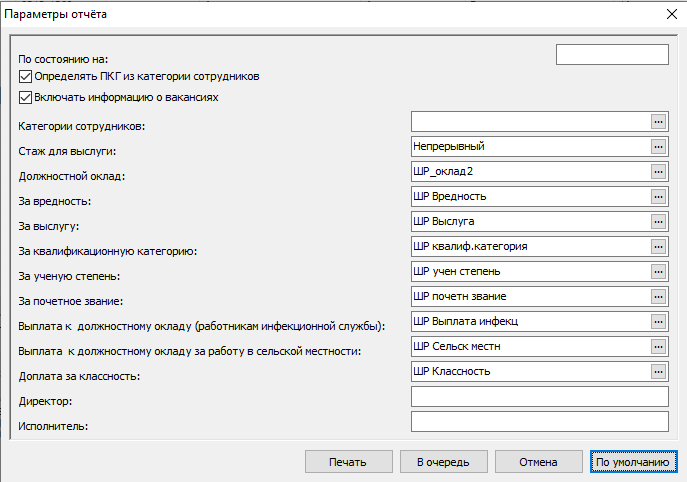 Параметры отчёта
По состоянию на:
Определять ПКГ из категории сотрудников
Включать информацию о вакансиях
Категории сотрудников: ...
Стаж для выслуги: Непрерывный ...
Должностной оклад: ШР_оклад2 ...
За вредность: ШР Вредность ...
За выслугу: ШР Выслуга ...
За квалификационную категорию: ШР квалиф.категория ...
За ученую степень: ШР учен степень ...
За почетное звание: ШР почетн звание ...
Выплата к должностному окладу (работникам инфекционной службы): ШР Выплата инфекц ...
Выплата к должностному окладу за работу в сельской местности: ШР Сельск местн ...
Доплата за классность: ШР Классность ...
Директор:
Исполнитель:
Печать В очередь Отмена По умолчанию